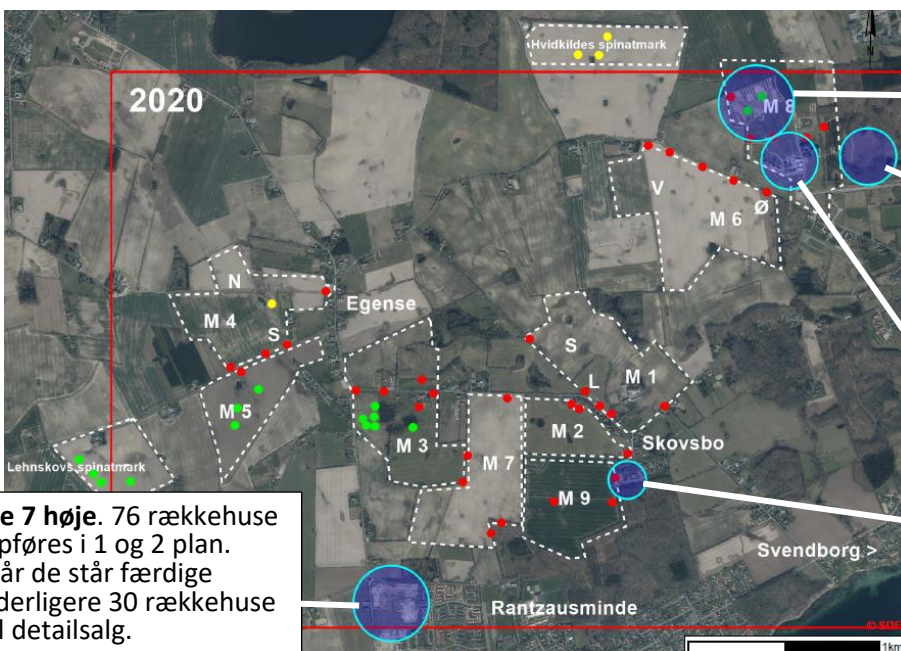 Hvidkildes spinatmark
2020
M 8
V
M 6
Ø
N
Egense
M 4
S
S
L
M 1
M 5
M 3
M 2
Skovsbo
Lehnskovs spinatmark
M 7
M 9
e 7 høje. 76 rækkehuse
pføres i 1 og 2 plan.
år de står færdige
derligere 30 rækkehuse
l detailsalg.
Svendborg >
Rantzausminde
1km